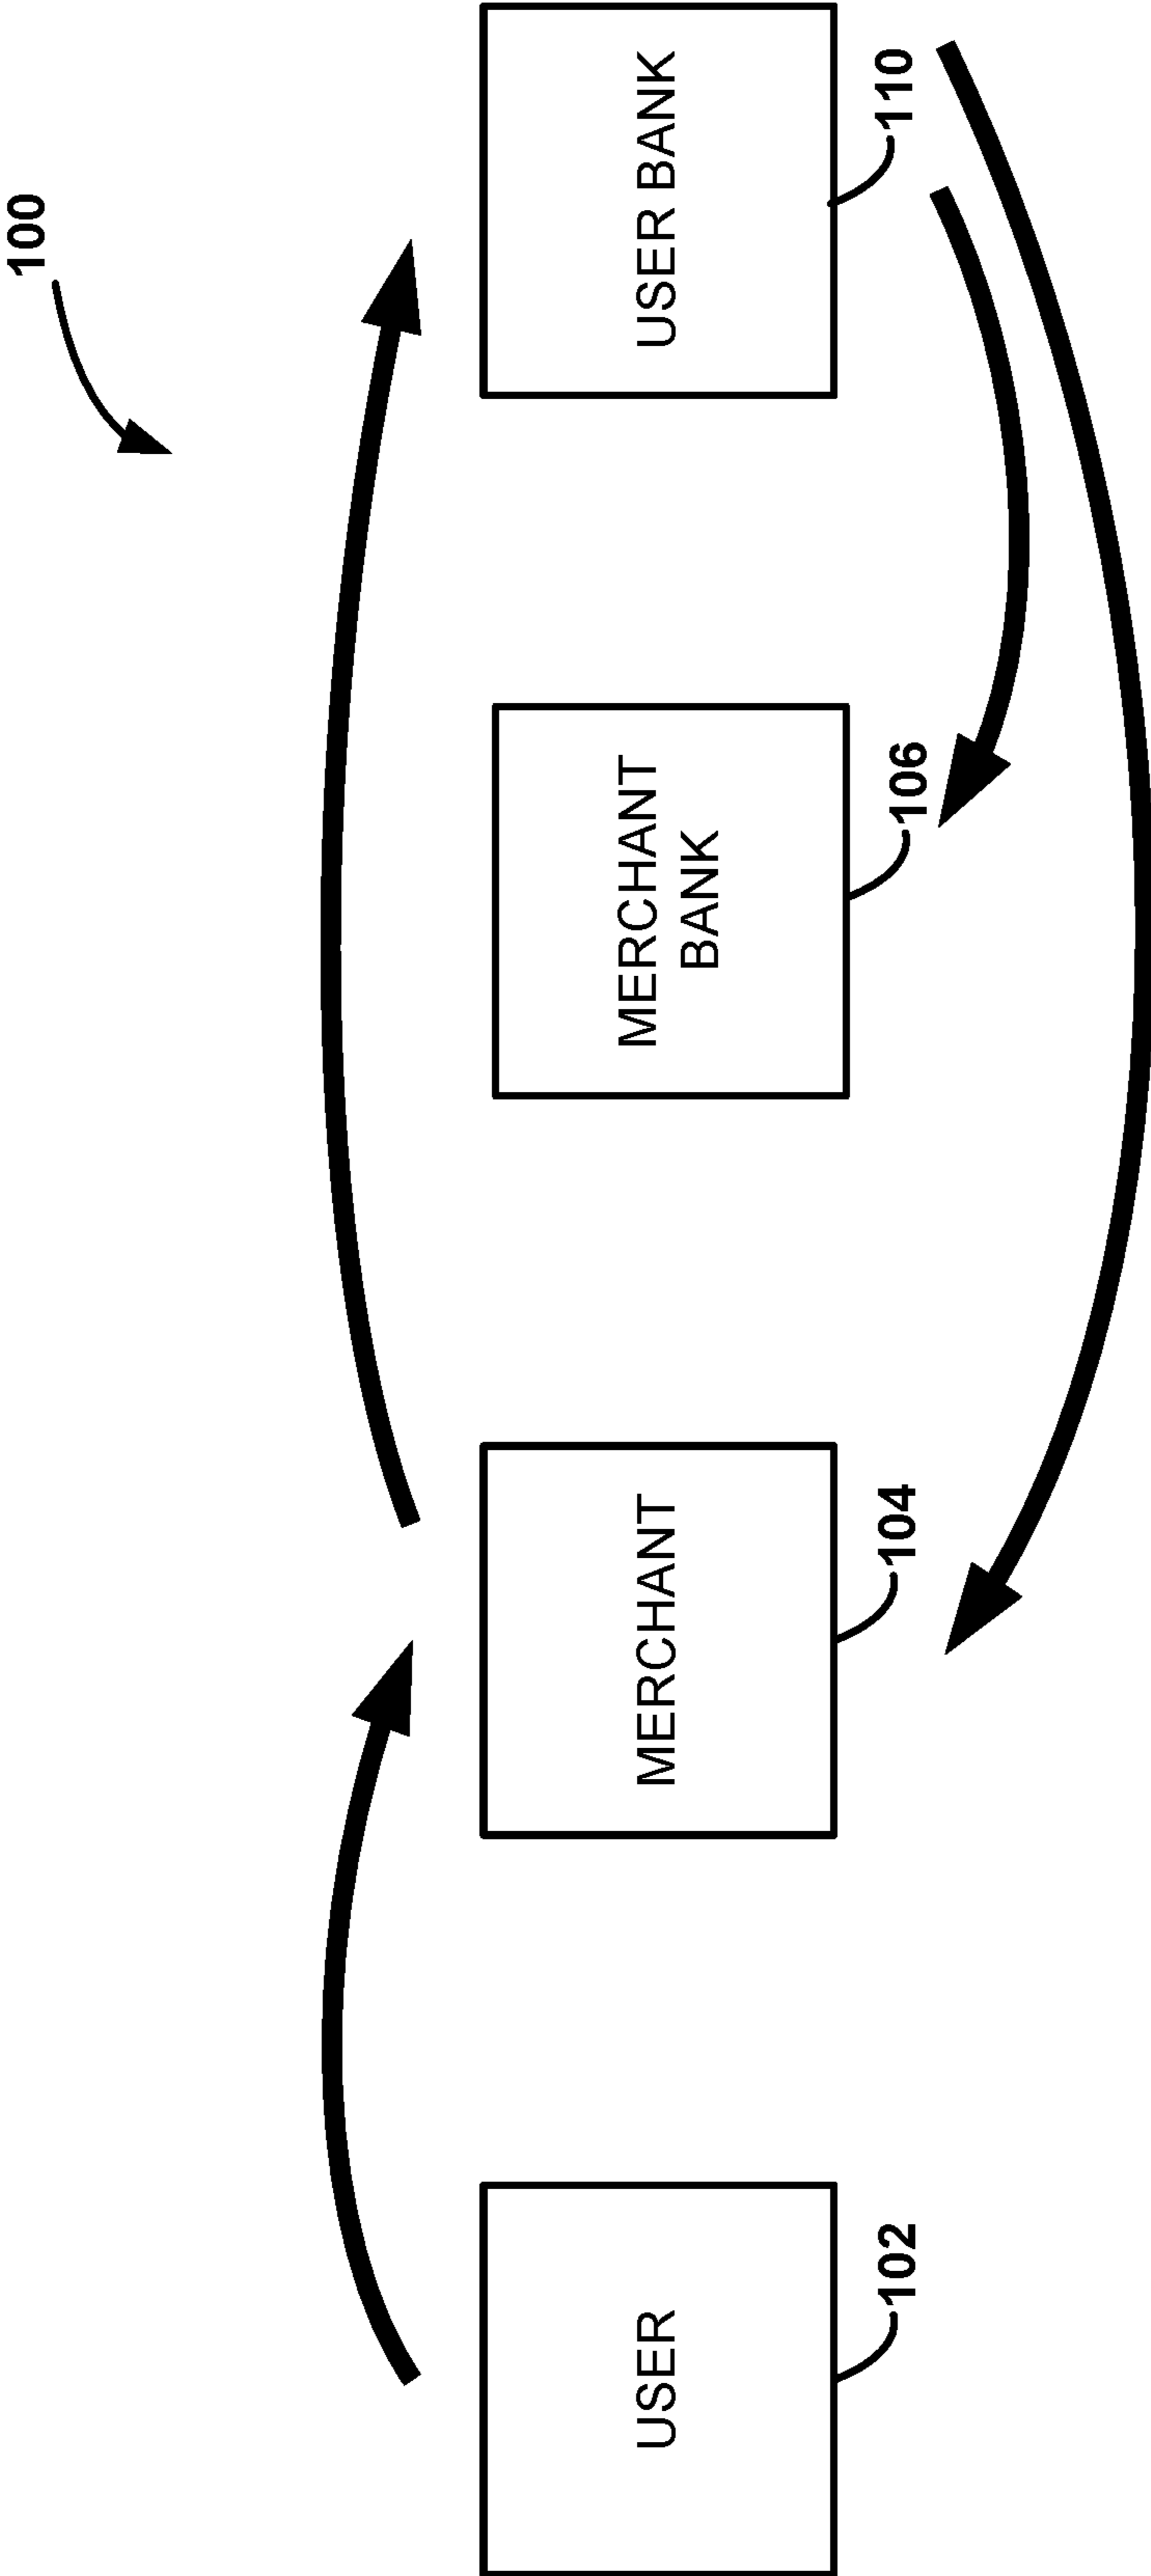 100
USER
102
MERCHANT
104
MERCHANT
BANK
106
USER BANK
110